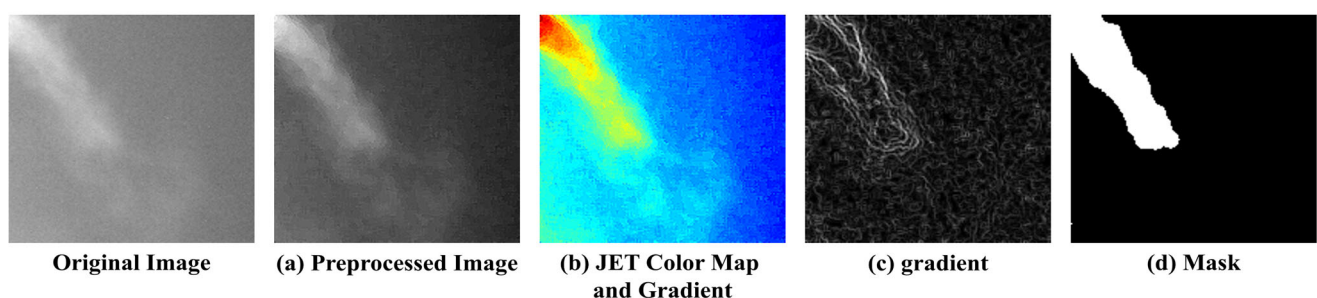 Original Image
(a) Preprocessed Image
(b) JET Color Map
and Gradient
(c) gradient
(d) Mask